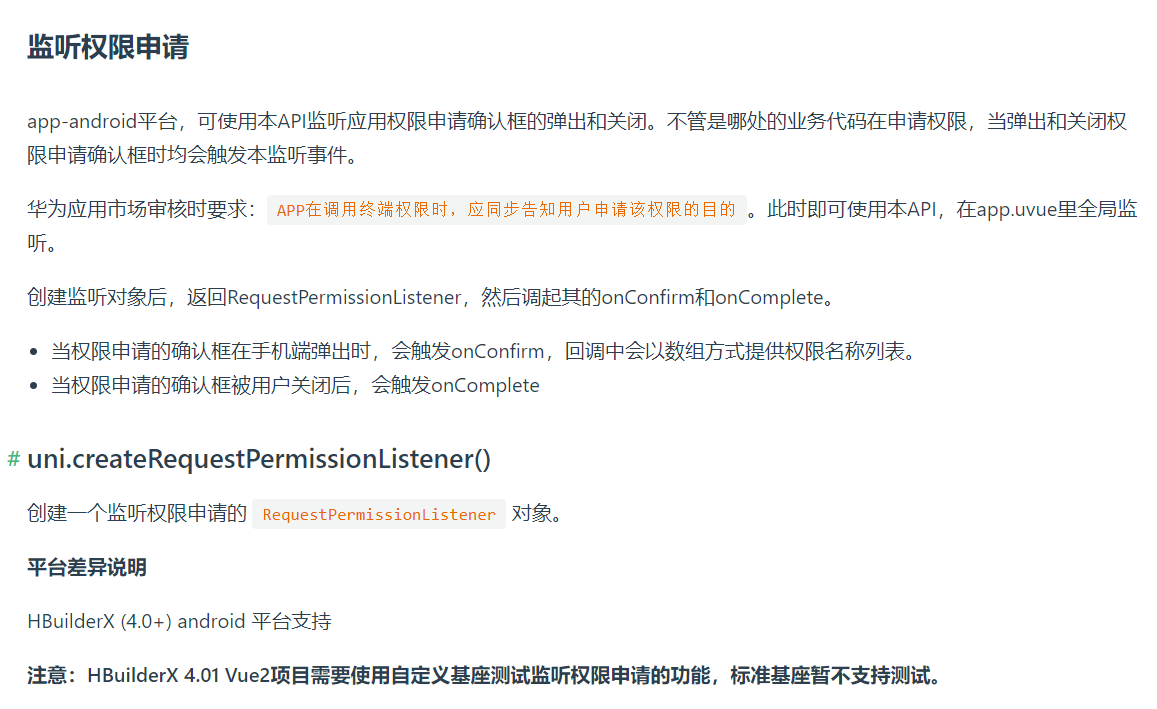 监听权限申请
app-android平台，可使用本API监听应用权限申请确认框的弹出和关闭。不管是哪处的业务代码在申请权限，当弹出和关闭权
限申请确认框时均会触发本监听事件。
华为应用市场审核时要求：APP在调用终端权限时，应同步告知用户申请该权限的目的。此时即可使用本API，在app.uvue里全局监
听。
创建监听对象后，返回RequestPermissionListener，然后调起其的onConfirm和onComplete。
• 当权限申请的确认框在手机端弹出时，会触发onConfirm，回调中会以数组方式提供权限名称列表。
• 当权限申请的确认框被用户关闭后，会触发onComplete
# uni.createRequestPermissionListener()
创建一个监听权限申请的 RequestPermissionListener 对象。
平台差异说明
HBuilderX (4.0+) android 平台支持
注意：HBuilderX 4.01 Vue2项目需要使用自定义基座测试监听权限申请的功能，标准基座暂不支持测试。